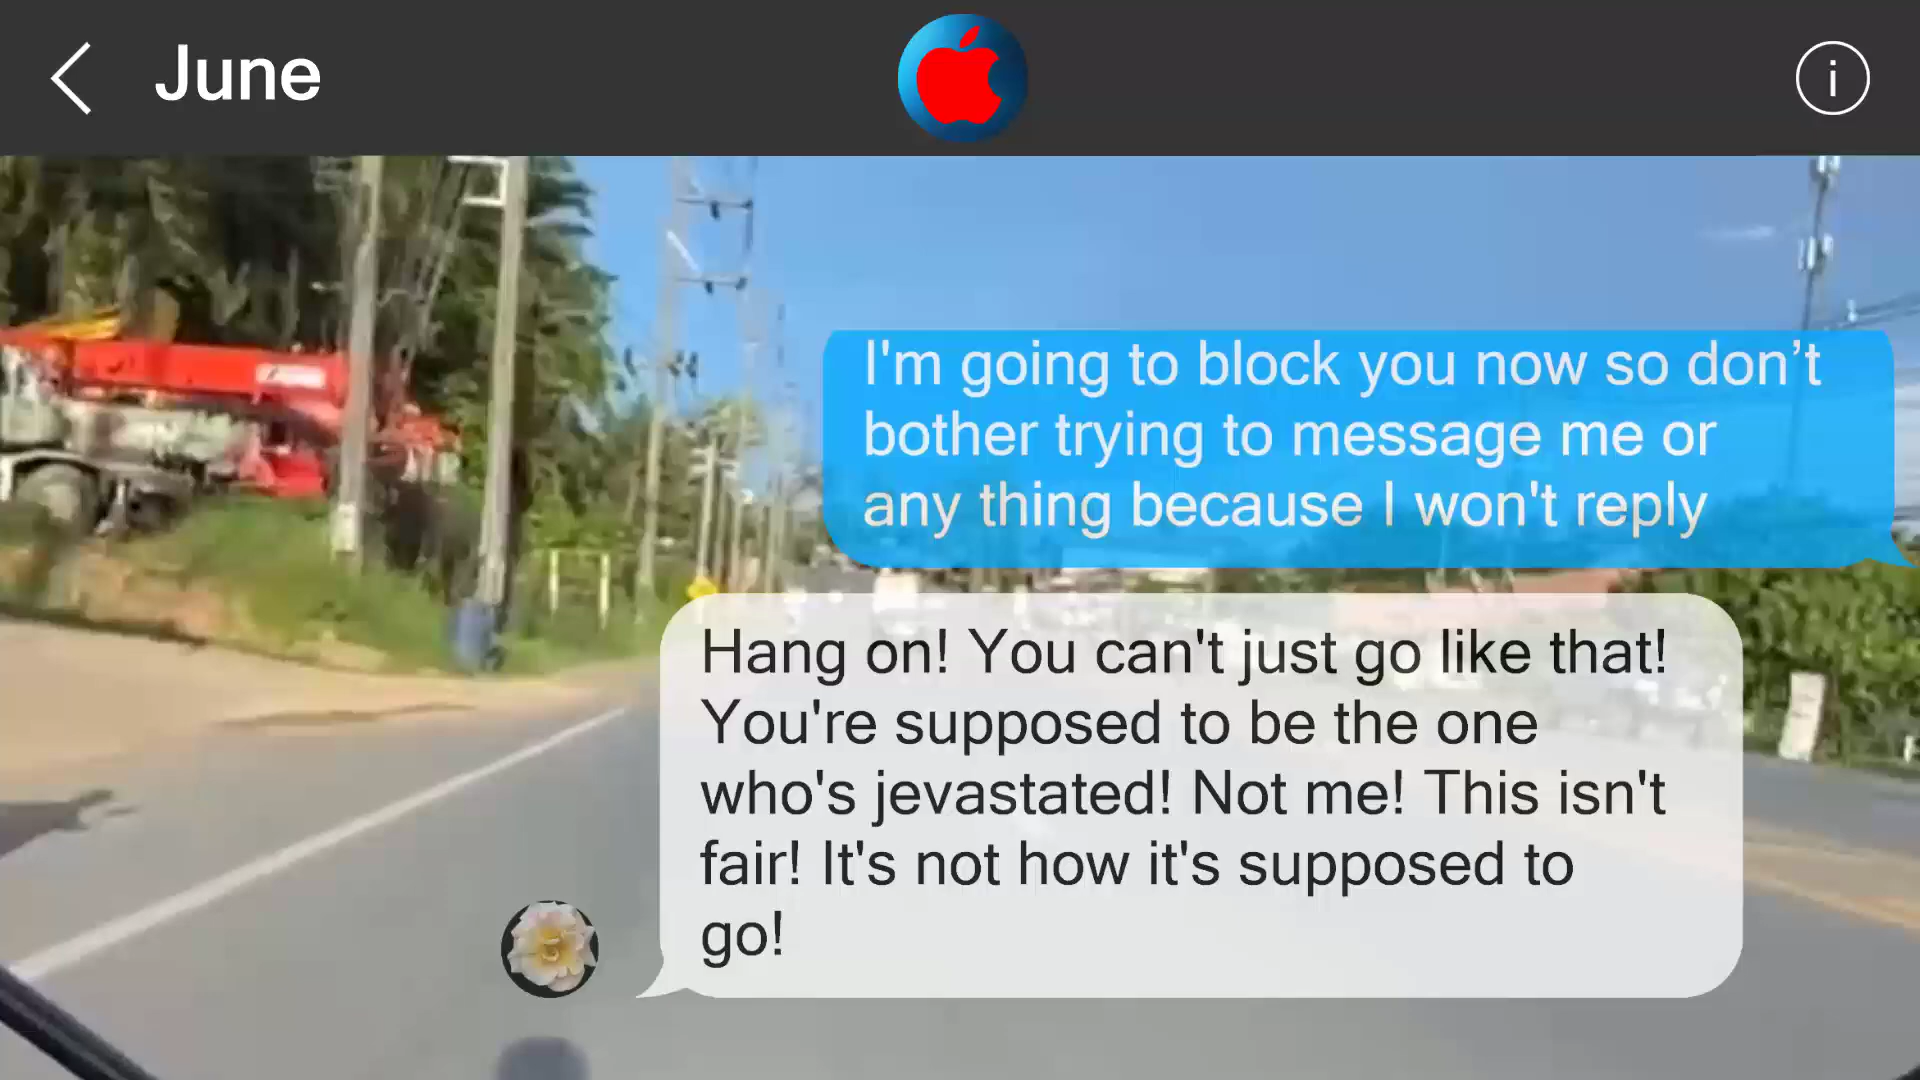 June
i
I'm going to block you now so don’t
bother trying to message me or
any thing because I won't reply
Hang on! You can't just go like that!
You're supposed to be the one
who's jevastated! Not me! This isn't
fair! It's not how it's supposed to
go!